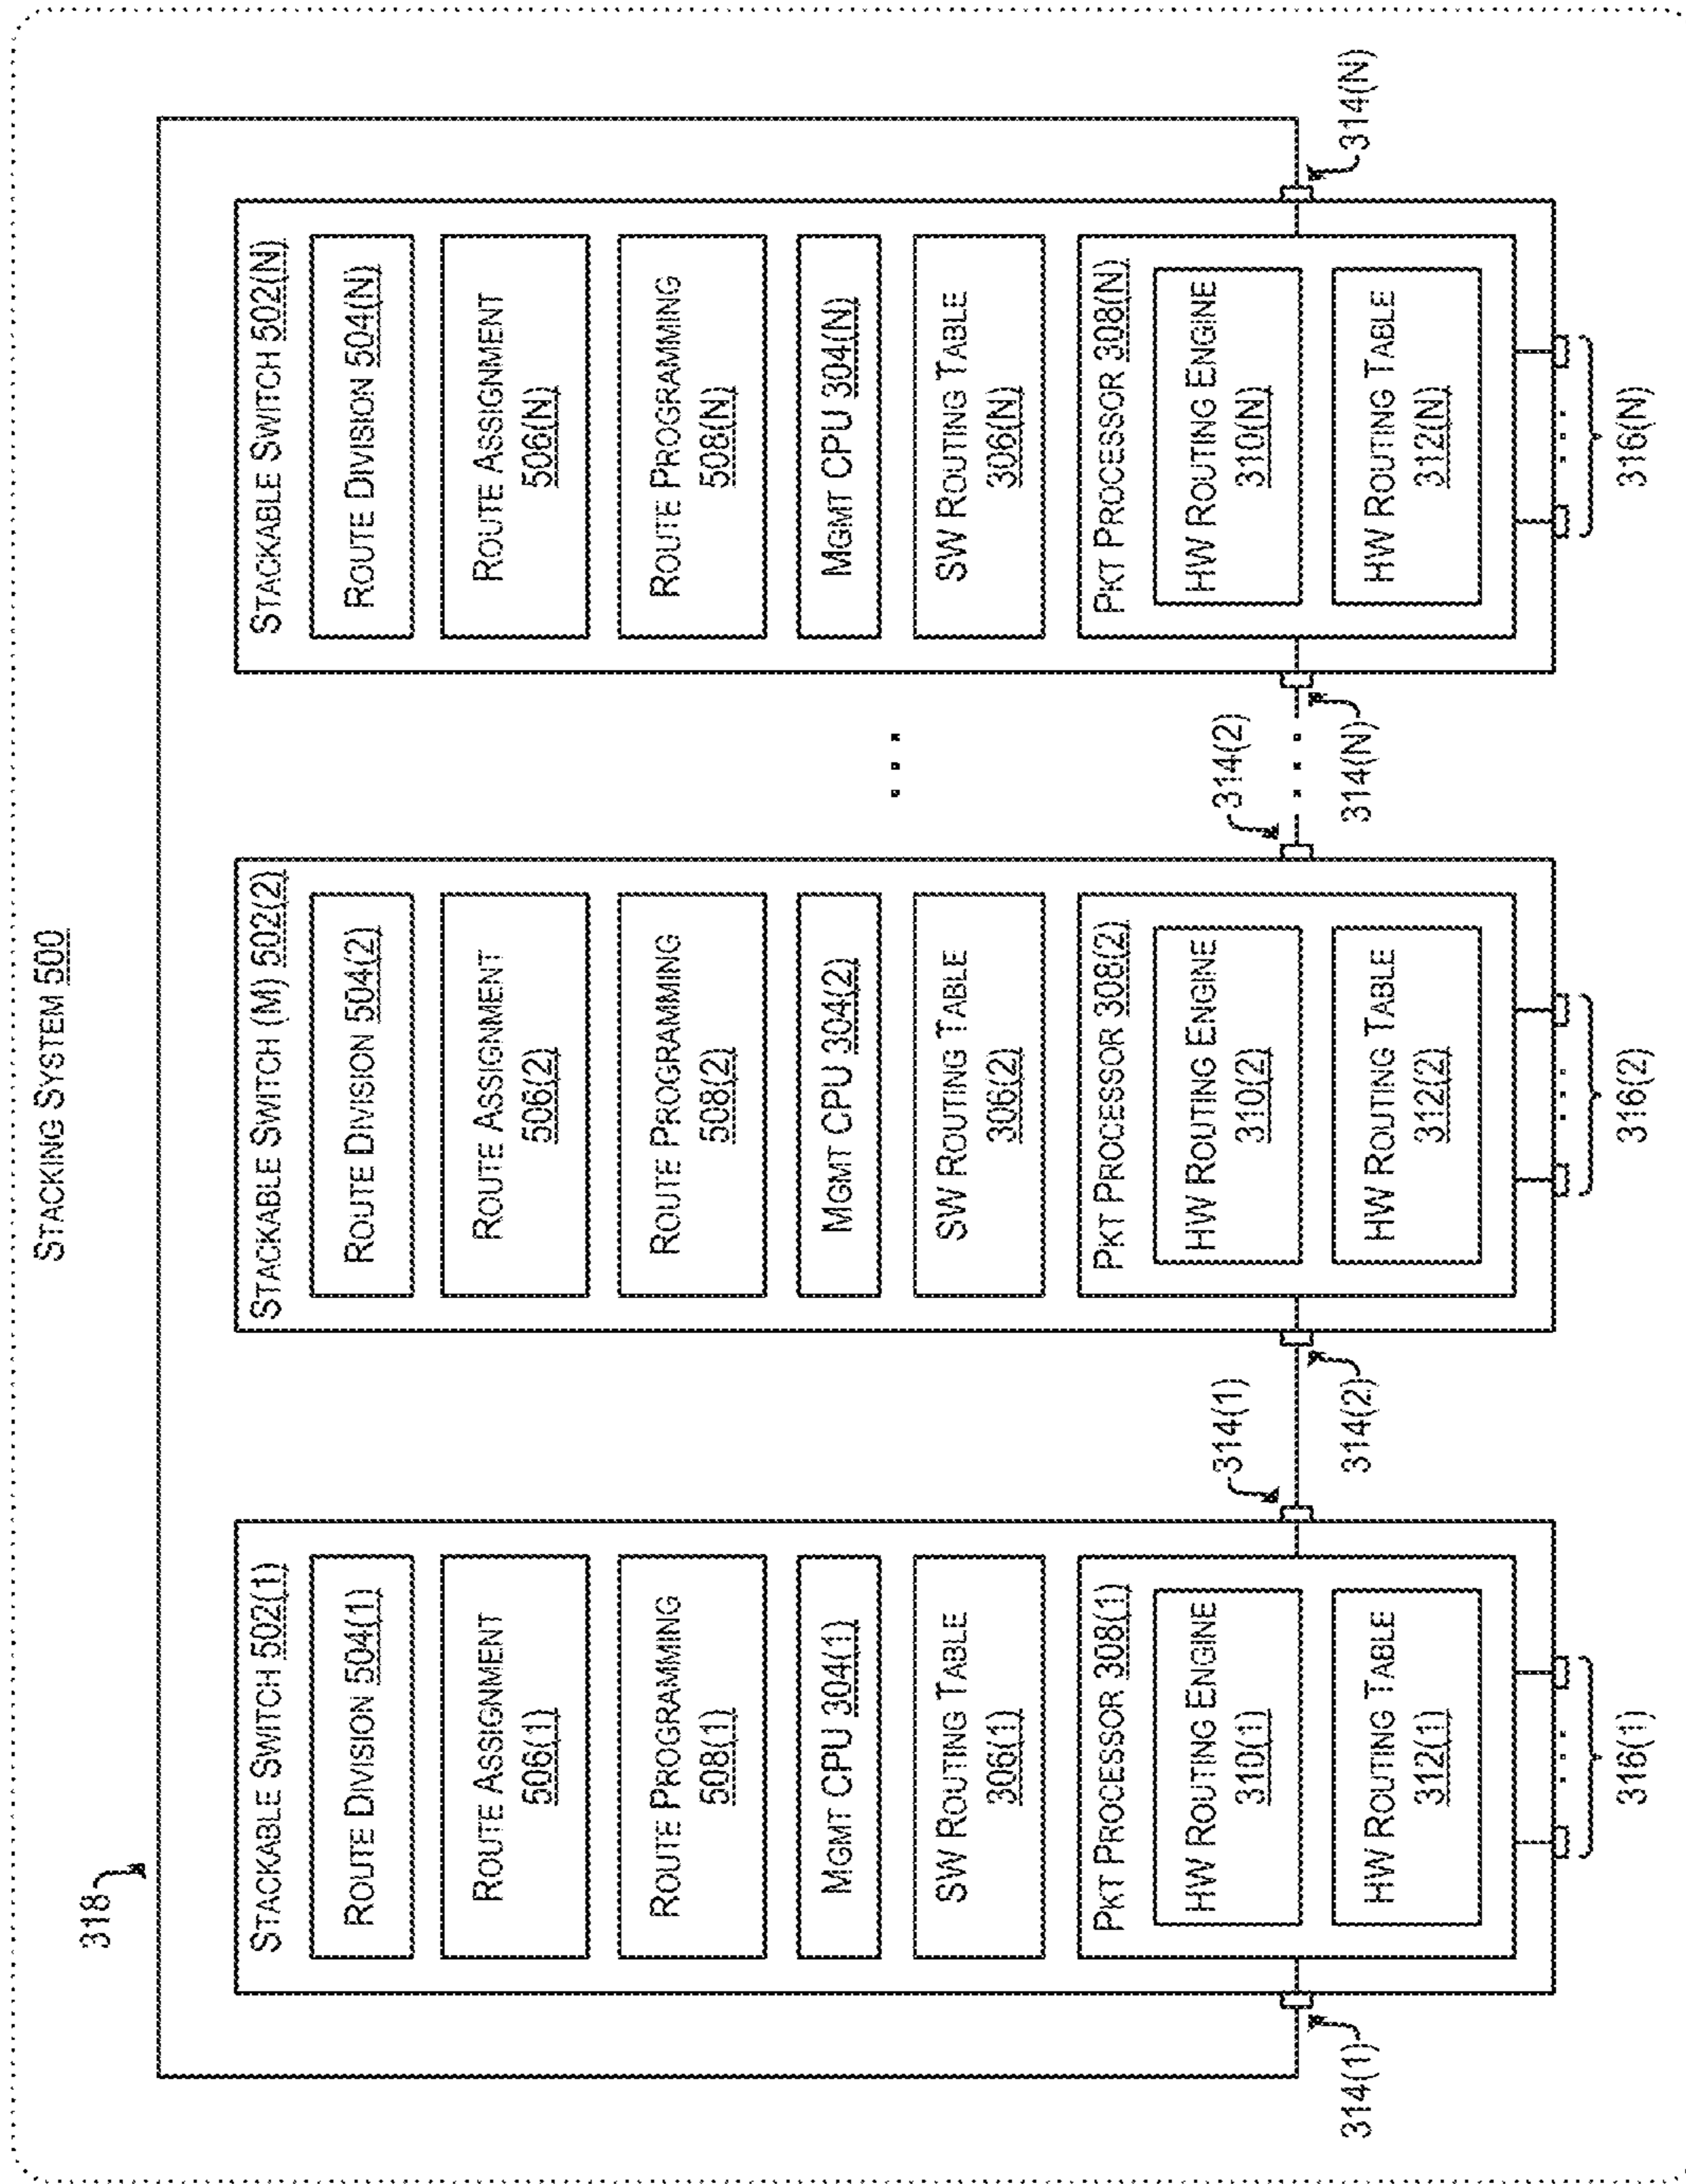 STACKING SYSTEM 500
318
STACKABLE SWITCH 502(1)
ROUTE DIVISION 504(1)
ROUTE ASSIGNMENT
506(1)
ROUTE PROGRAMMING
508(1)
MGMT CPU 304(1)
SW ROUTING TABLE
306(1)
PKT PROCESSOR 308(1)
HW ROUTING ENGINE
310(1)
HW ROUTING TABLE
312(1)
314(1)
314(1)
316(1)
STACKABLE SWITCH (M) 502(2)
ROUTE DIVISION 504(2)
ROUTE ASSIGNMENT
506(2)
ROUTE PROGRAMMING
508(2)
MGMT CPU 304(2)
SW ROUTING TABLE
306(2)
PKT PROCESSOR 308(2)
HW ROUTING ENGINE
310(2)
HW ROUTING TABLE
312(2)
314(2)
314(2)
316(2)
STACKABLE SWITCH 502(N)
ROUTE DIVISION 504(N)
ROUTE ASSIGNMENT
506(N)
ROUTE PROGRAMMING
508(N)
MGMT CPU 304(N)
SW ROUTING TABLE
306(N)
PKT PROCESSOR 308(N)
HW ROUTING ENGINE
310(N)
HW ROUTING TABLE
312(N)
314(N)
314(N)
316(N)